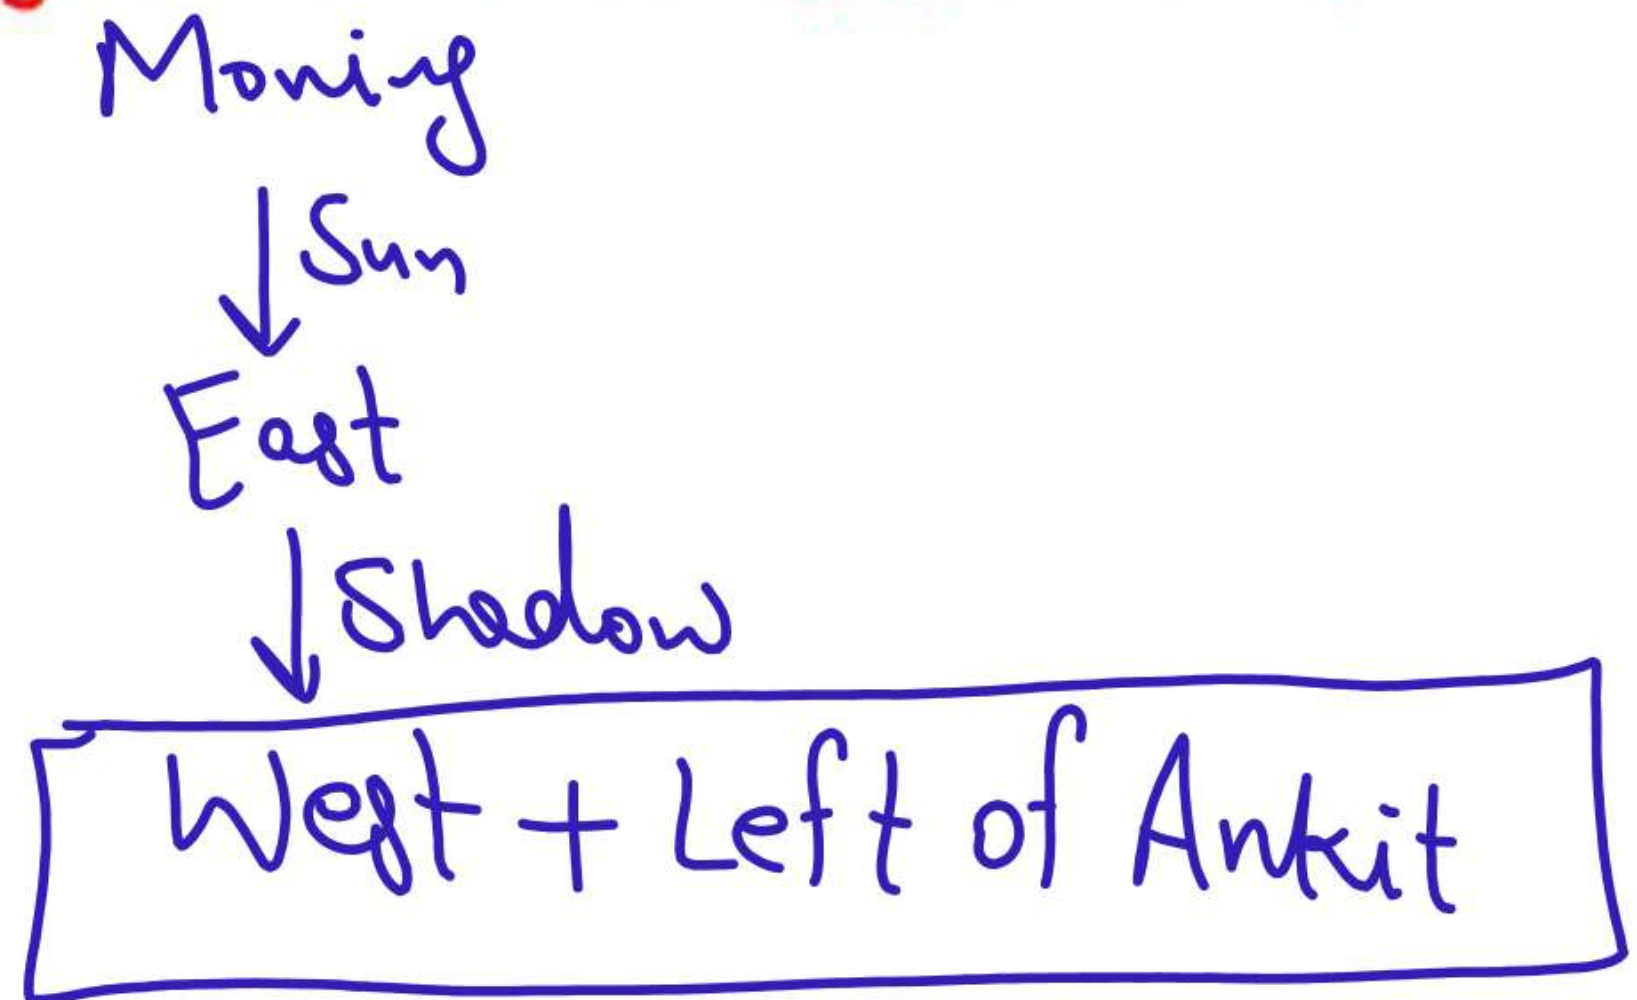 Moning
↓ Sun
East
↓ Shadow
West + Left of Ankit